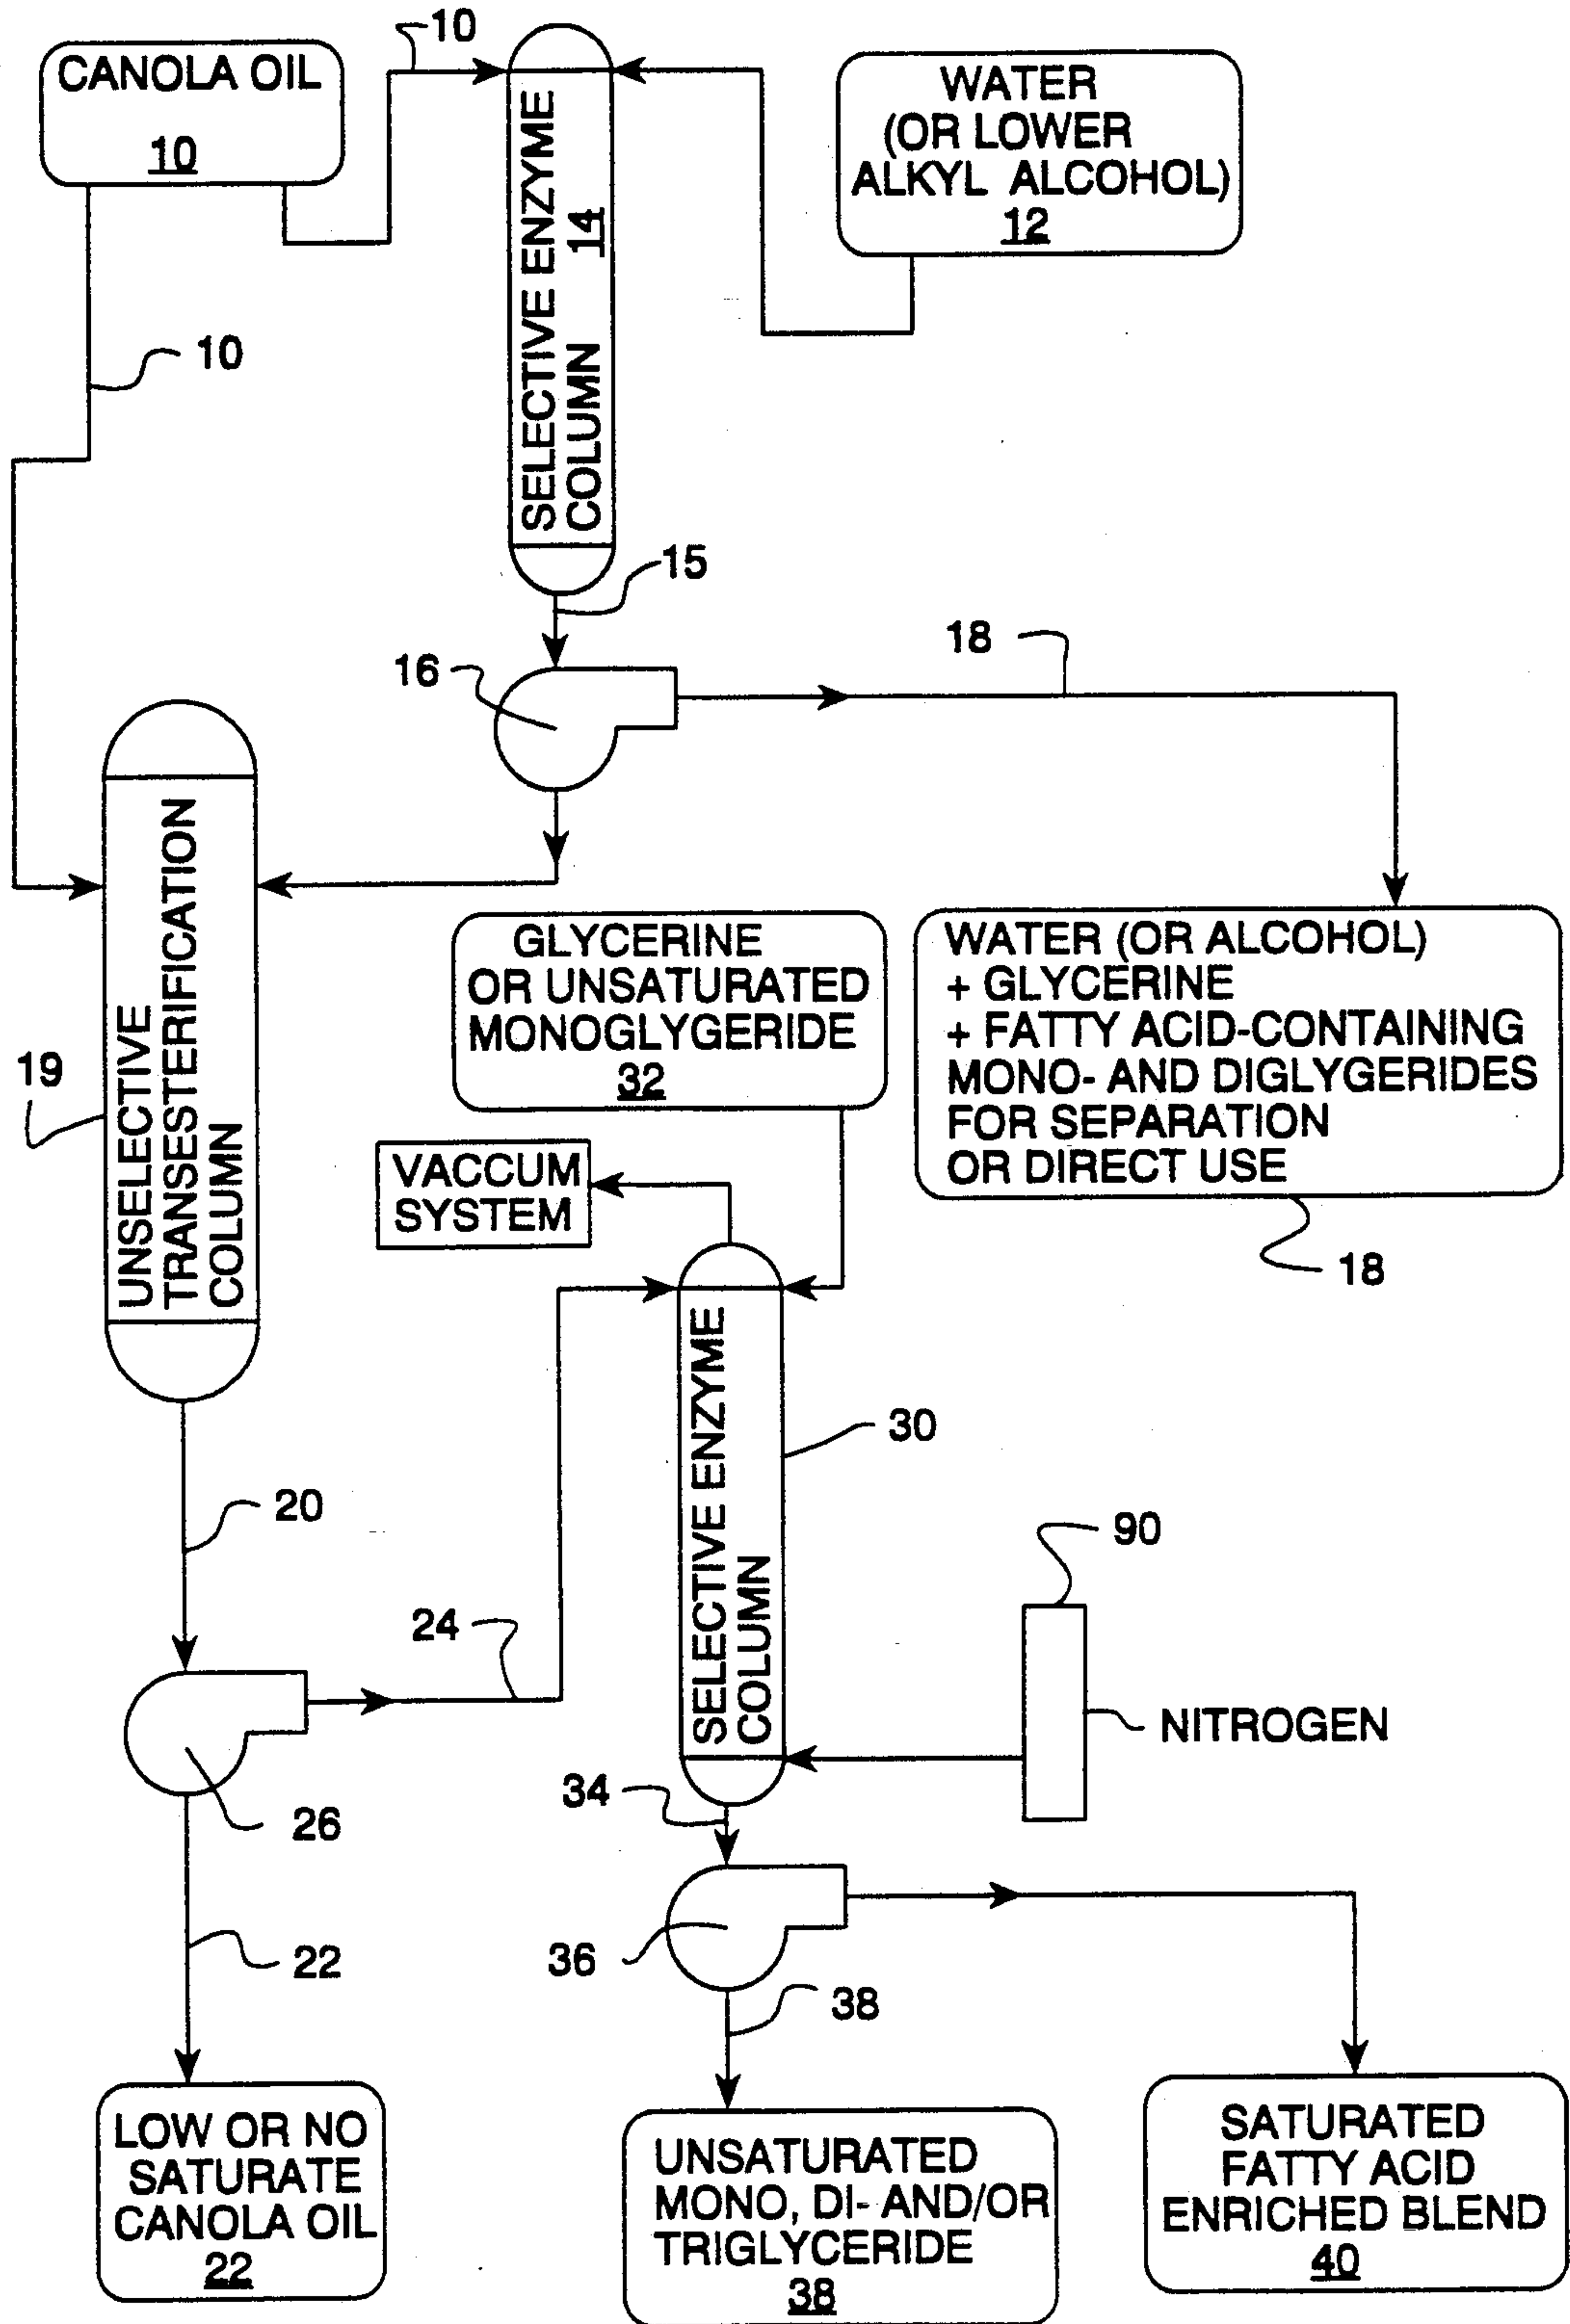 10
CANOLA OIL
10
WATER
(OR LOWER
ALKYL ALCOHOL)
12
SELECTIVE ENZYME
COLUMN 14
10
15
18
16
UNSELECTIVE
TRANSESTERIFICATION
COLUMN
19
GLYCERINE
OR UNSATURATED
MONOGLYGERIDE
32
WATER (OR ALCOHOL)
+ GLYCERINE
+ FATTY ACID-CONTAINING
MONO- AND DIGLYGERIDES
FOR SEPARATION
OR DIRECT USE
18
VACCUM
SYSTEM
SELECTIVE ENZYME
COLUMN
30
20
90
24
NITROGEN
34
26
36
22
38
LOW OR NO
SATURATE
CANOLA OIL
22
UNSATURATED
MONO, DI- AND/OR
TRIGLYCERIDE
38
SATURATED
FATTY ACID
ENRICHED BLEND
40